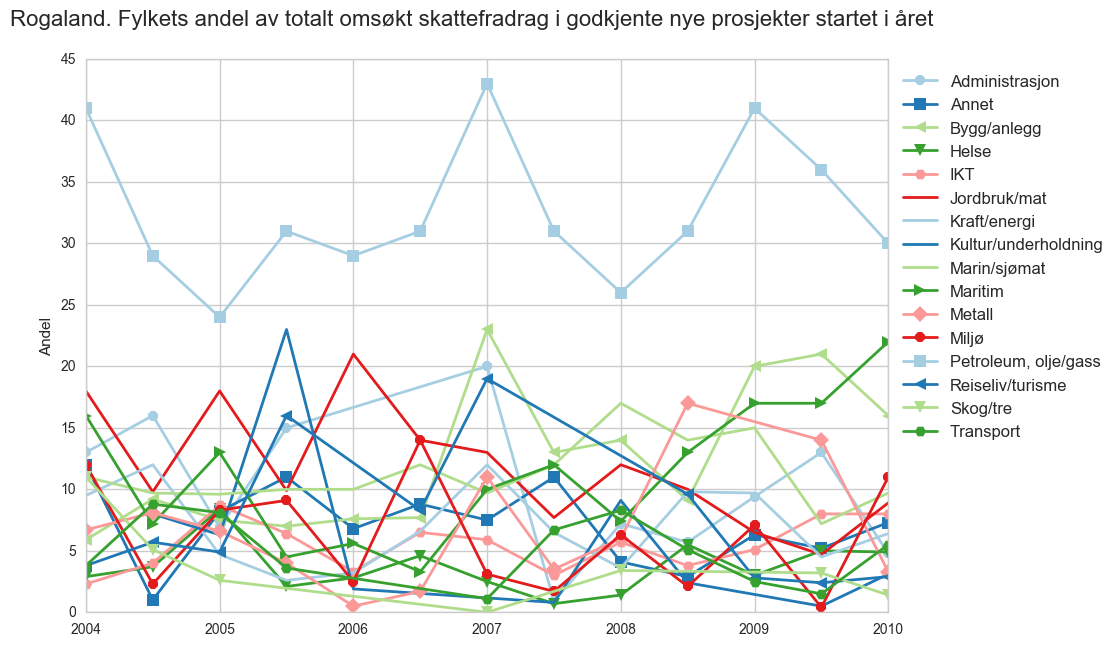 Rogaland. Fylkets andel av totalt omsøkt skattefradrag i godkjente nye prosjekter startet i året
45
40
35
30
25
20
15
10
5
0
Andel
2004 2005 2006 2007 2008 2009 2010
Administrasjon
Annet
Bygg/anlegg
Helse
IKT
Jordbruk/mat
Kraft/energi
Kultur/underholdning
Marin/sjømat
Maritim
Metall
Miljø
Petroleum, olje/gass
Reiseliv/turisme
Skog/tre
Transport